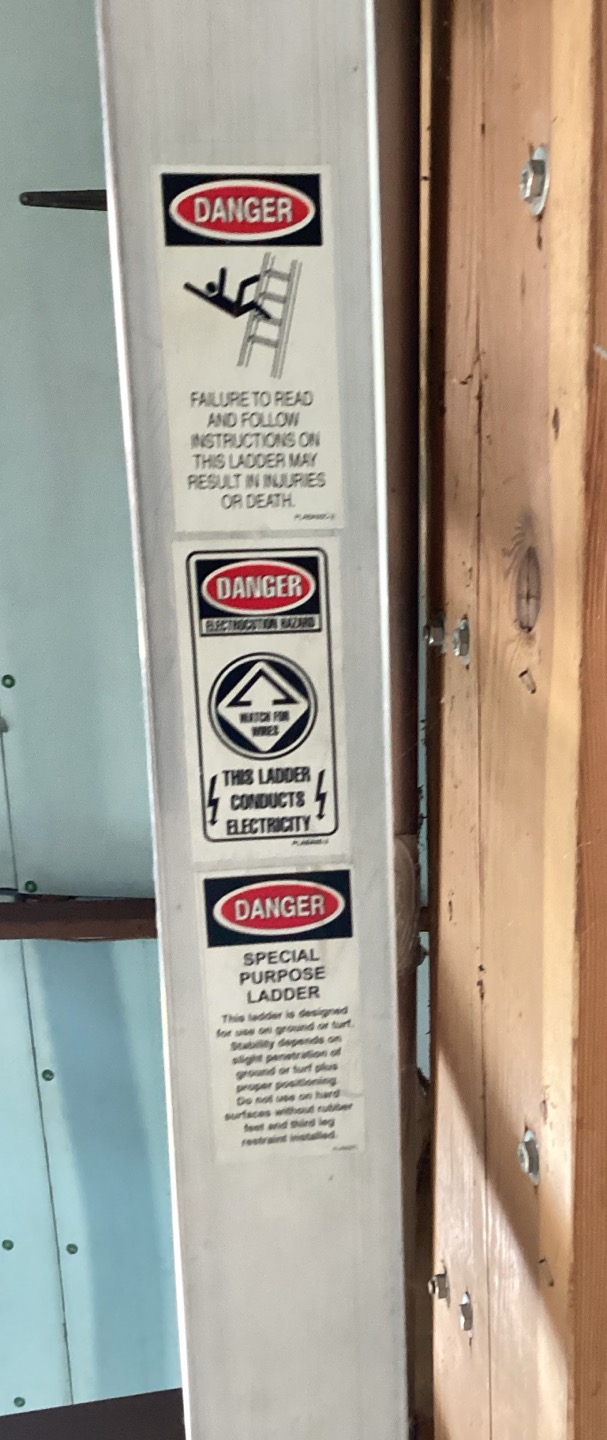 DANGER
FAILURE TO READ
AND FOLLOW
INSTRUCTIONS ON
THIS LADDER MAY
RESULT IN INJURIES
OR DEATH.
DANGER
ELECTROCUTION HAZARD
WATCH FOR
WIRES
THIS LADDER
CONDUCTS
ELECTRICITY
DANGER
SPECIAL
PURPOSE
LADDER
This ladder is designed
for use on ground or turf.
Stability depends on
slight penetration of
ground or turf plus
proper positioning.
Do not use on hard
surfaces without rubber
feet and third leg
restraint installed.